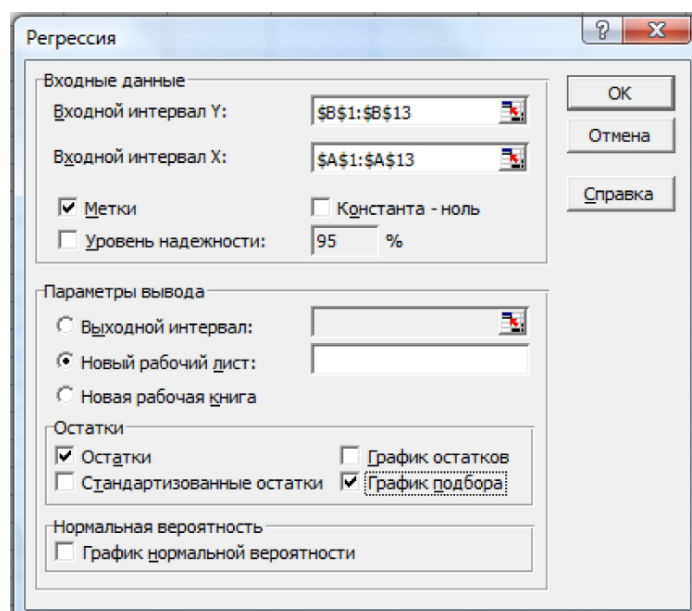 Регрессия
Входные данные
Входной интервал Y: $B$1:$B$13
Входной интервал X: $A$1:$A$13
Метки Константа - ноль
Уровень надежности: 95 %
ОК
Отмена
Справка
Параметры вывода
Выходной интервал:
Новый рабочий лист:
Новая рабочая книга
Остатки
Остатки График остатков
Стандартизованные остатки График подбора
Нормальная вероятность
График нормальной вероятности